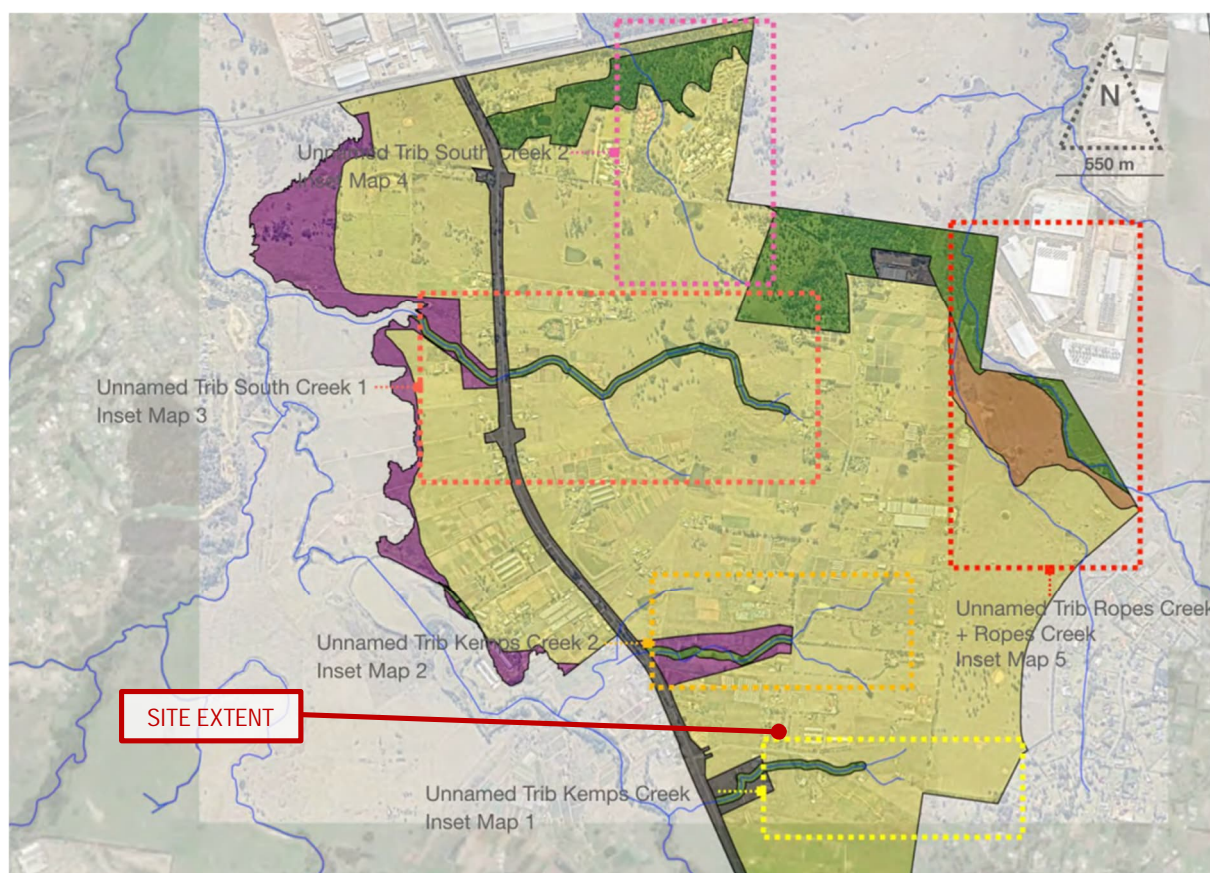 N
550 m
Unnamed Trib South Creek 2
Inset Map 4
Unnamed Trib South Creek 1
Inset Map 3
Unnamed Trib Ropes Creek
+ Ropes Creek
Inset Map 5
Unnamed Trib Kemps Creek 2
Inset Map 2
SITE EXTENT
Unnamed Trib Kemps Creek
Inset Map 1